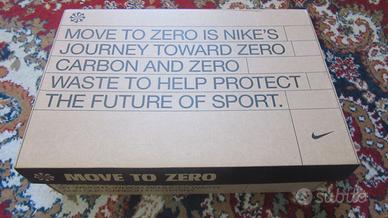 MOVE TO ZERO IS NIKE'S
JOURNEY TOWARD ZERO
CARBON AND ZERO
WASTE TO HELP PROTECT
THE FUTURE OF SPORT.
MOVE TO ZERO
subito